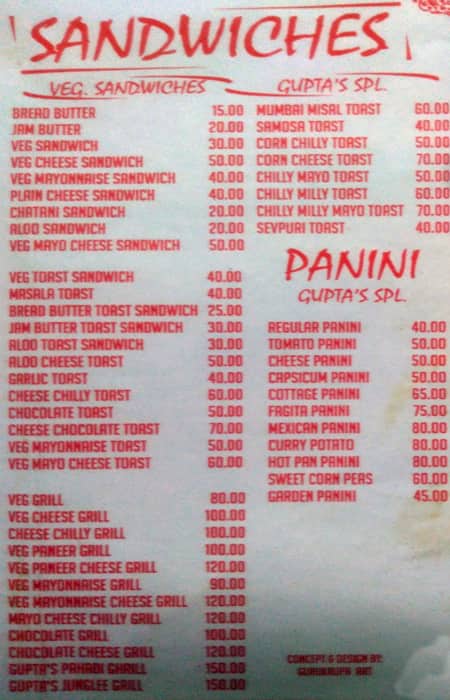 SANDWICHES
VEG. SANDWICHES
BREAD BUTTER 15.00
JAM BUTTER 20.00
VEG SANDWICH 30.00
VEG CHEESE SANDWICH 50.00
VEG MAYONNAISE SANDWICH 40.00
PLAIN CHEESE SANDWICH 40.00
CHATANI SANDWICH 20.00
ALOO SANDWICH 20.00
VEG MAYO CHEESE SANDWICH 50.00
VEG TOAST SANDWICH 40.00
MASALA TOAST 40.00
BREAD BUTTER TOAST SANDWICH 25.00
JAM BUTTER TOAST SANDWICH 30.00
ALOO TOAST SANDWICH 30.00
ALOO CHEESE TOAST 50.00
GARLIC TOAST 40.00
CHEESE CHILLY TOAST 60.00
CHOCOLATE TOAST 50.00
CHEESE CHOCOLATE TOAST 70.00
VEG MAYONNAISE TOAST 50.00
VEG MAYO CHEESE TOAST 60.00
VEG GRILL 80.00
VEG CHEESE GRILL 100.00
CHEESE CHILLY GRILL 100.00
VEG PANEER GRILL 100.00
VEG PANEER CHEESE GRILL 120.00
VEG MAYONNAISE GRILL 90.00
VEG MAYONNAISE CHEESE GRILL 120.00
MAYO CHEESE CHILLY GRILL 120.00
CHOCOLATE GRILL 100.00
CHOCOLATE CHEESE GRILL 120.00
GUPTA'S PAHADI GHRILL 150.00
GUPTA'S JUNGLEE GRILL 150.00
GUPTA'S SPL.
MUMBAI MISAL TOAST 60.00
SAMOSA TOAST 40.00
CORN CHILLY TOAST 50.00
CORN CHEESE TOAST 70.00
CHILLY MAYO TOAST 50.00
CHILLY MILLY TOAST 60.00
CHILLY MILLY MAYO TOAST 70.00
SEVPURI TOAST 40.00
PANINI
GUPTA'S SPL.
REGULAR PANINI 40.00
TOMATO PANINI 50.00
CHEESE PANINI 50.00
CAPSICUM PANINI 50.00
COTTAGE PANINI 65.00
FAGITA PANINI 75.00
MEXICAN PANINI 80.00
CURRY POTATO 80.00
HOT PAN PANINI 80.00
SWEET CORN PEAS 60.00
GARDEN PANINI 45.00
CONCEPT & DESIGN BY:
GURUKRUPA ART